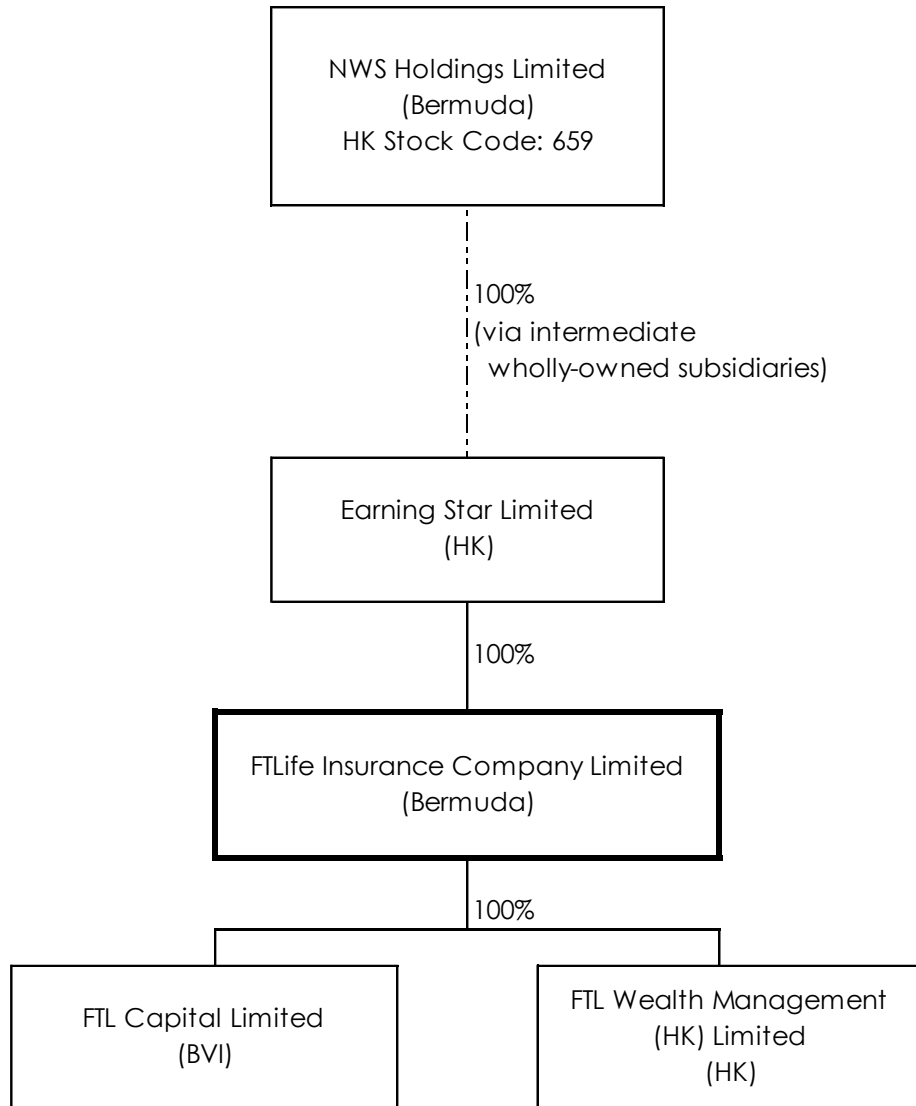 NWS Holdings Limited
(Bermuda)
HK Stock Code: 659
100%
(via intermediate
wholly-owned subsidiaries)
Earning Star Limited
(HK)
100%
FTLife Insurance Company Limited
(Bermuda)
100%
FTL Capital Limited
(BVI)
FTL Wealth Management
(HK) Limited
(HK)